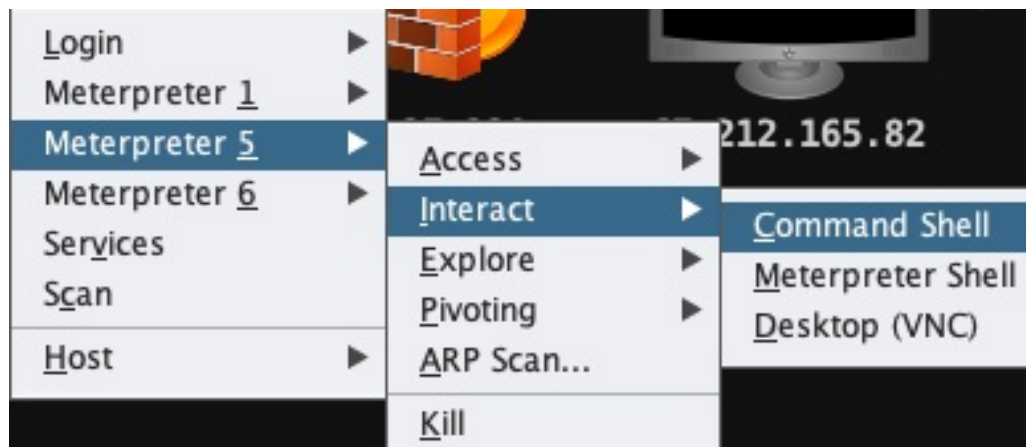 Login
Meterpreter 1
Meterpreter 5
Meterpreter 6
Services
Scan
Host
Access
Interact
Explore
Pivoting
ARP Scan...
Kill
212.165.82
Command Shell
Meterpreter Shell
Desktop (VNC)